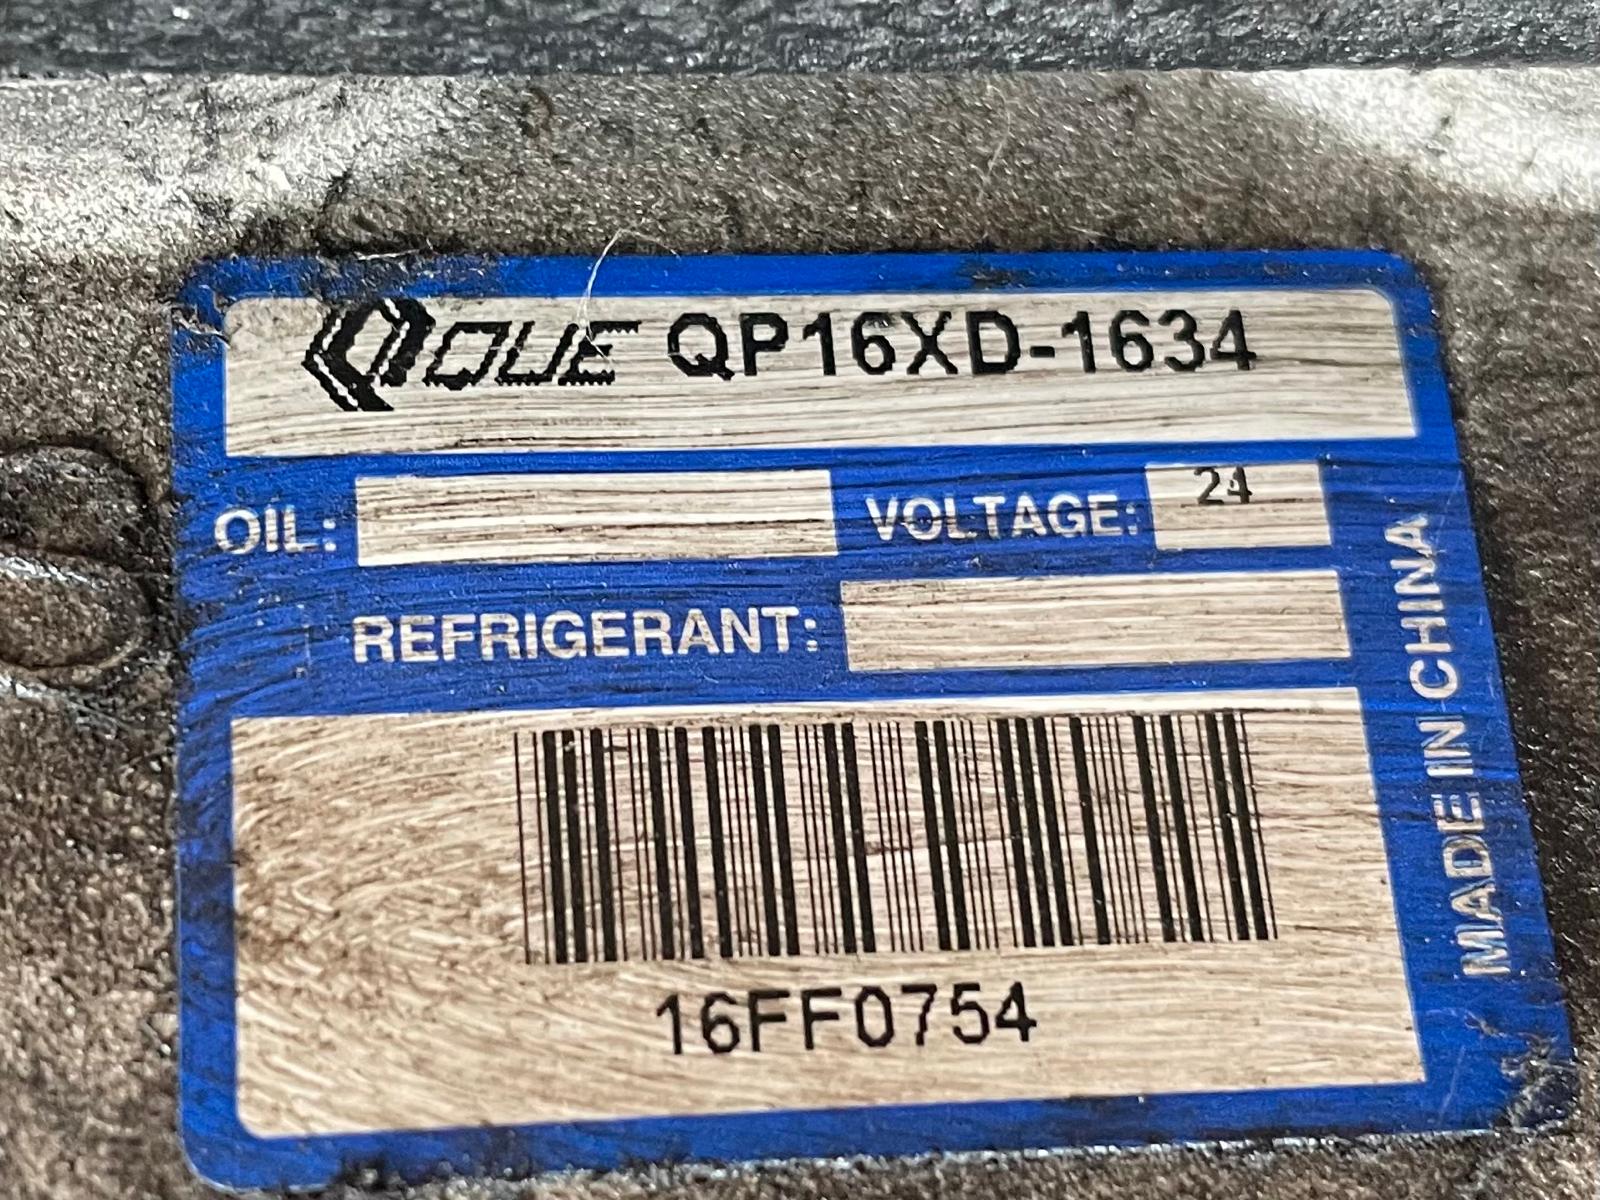 QUE QP16XD-1634
OIL:
VOLTAGE: 24
REFRIGERANT:
16FF0754
MADE IN CHINA